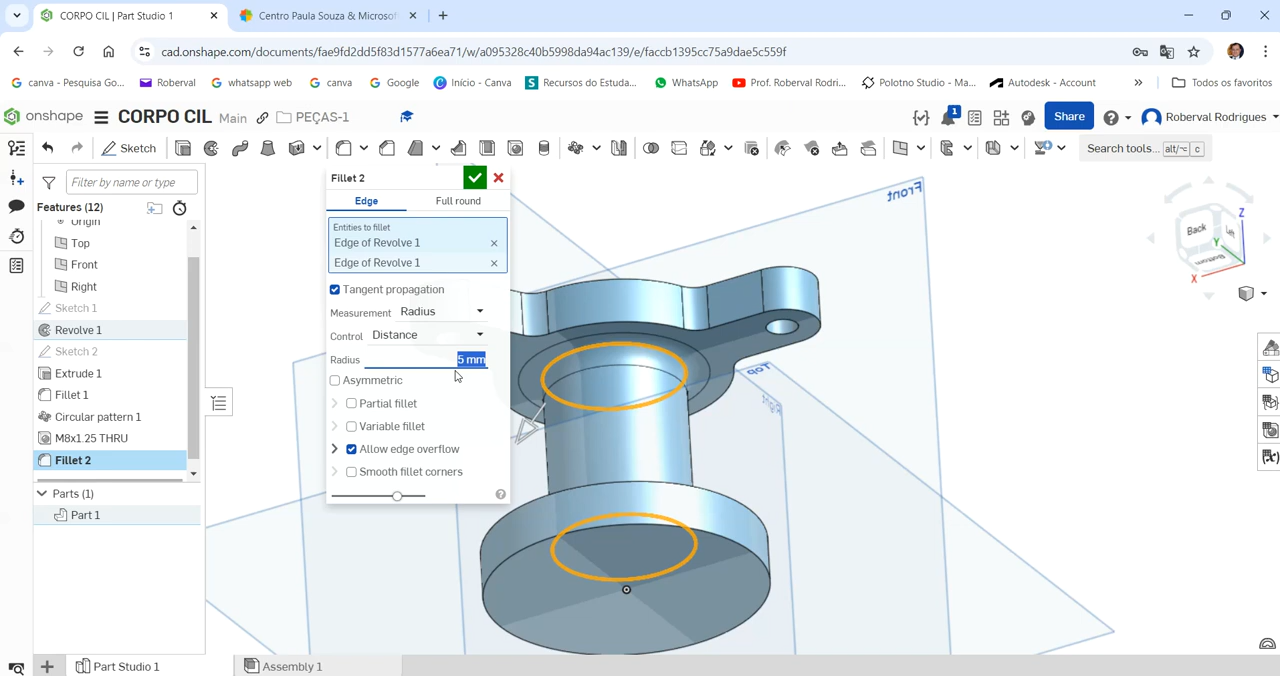 CORPO CIL | Part Studio 1
Centro Paula Souza & Microsof
cad.onshape.com/documents/fae9fd2dd5f83d1577a6ea71/w/a095328c40b5998da94ac139/e/faccb1395cc75a9dae5c559f
canva - Pesquisa Go...
Roberval
whatsapp web
canva
Google
Início - Canva
Recursos do Estuda...
WhatsApp
Prof. Roberval Rodri...
Polotno Studio - Ma...
Autodesk - Account
»
Todos os favoritos
onshape
CORPO CIL
Main
PEÇAS-1
1
Share
Roberval Rodrigues
Sketch
Search tools... alt/⌥ c
Filter by name or type
Features (12)
Origin
Top
Front
Right
Sketch 1
Revolve 1
Sketch 2
Extrude 1
Fillet 1
Circular pattern 1
M8x1.25 THRU
Fillet 2
Parts (1)
Part 1
Fillet 2
Edge
Full round
Entities to fillet
Edge of Revolve 1
Edge of Revolve 1
Tangent propagation
Measurement Radius
Control Distance
Radius 5 mm
Asymmetric
Partial fillet
Variable fillet
Allow edge overflow
Smooth fillet corners
Front
Top
Right
Z
Back
Left
Y
Bottom
X
Part Studio 1
Assembly 1